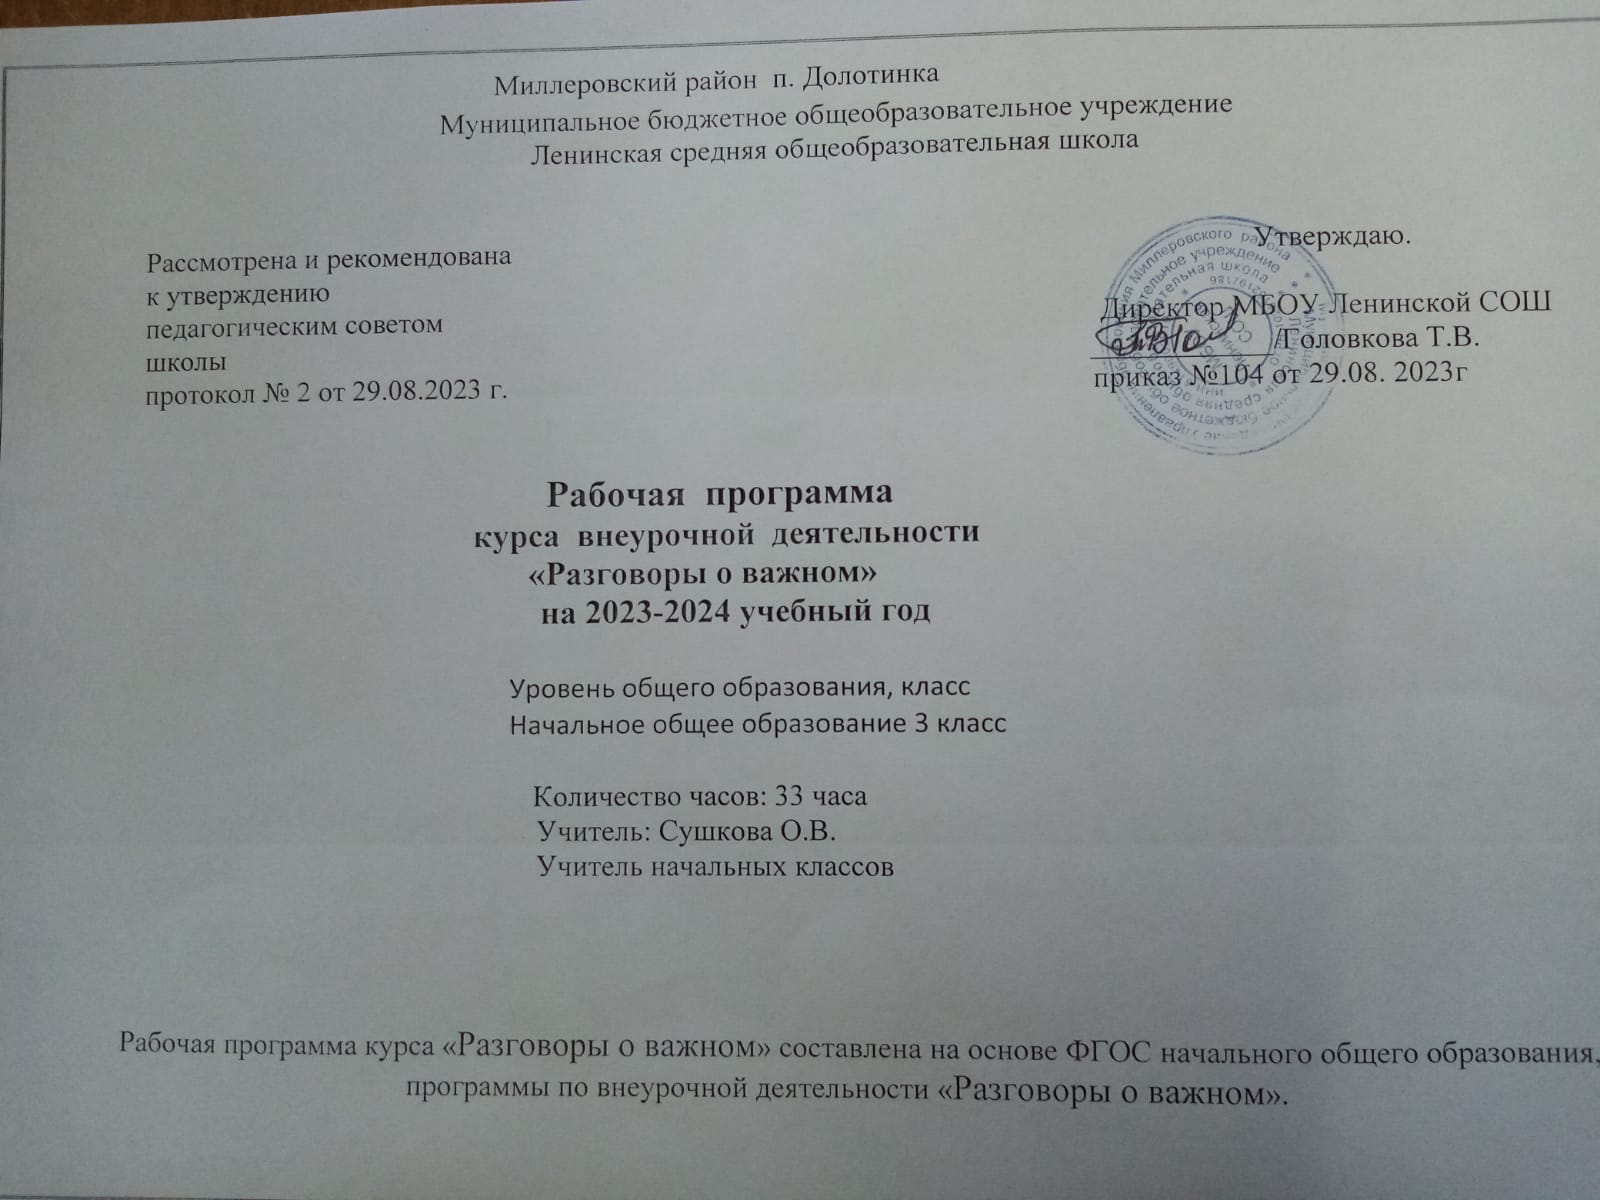 Миллеровский район п. Долотинка
Муниципальное бюджетное общеобразовательное учреждение
Ленинская средняя общеобразовательная школа
Рассмотрена и рекомендована
к утверждению
педагогическим советом
школы
протокол № 2 от 29.08.2023 г.
Утверждаю.
Директор МБОУ Ленинской СОШ
/Головкова Т.В.
приказ №104 от 29.08. 2023г
Миллеровского района
учреждение
школа
Рабочая программа
курса внеурочной деятельности
«Разговоры о важном»
на 2023-2024 учебный год
Уровень общего образования, класс
Начальное общее образование 3 класс
Количество часов: 33 часа
Учитель: Сушкова О.В.
Учитель начальных классов
Рабочая программа курса «Разговоры о важном» составлена на основе ФГОС начального общего образования,
программы по внеурочной деятельности «Разговоры о важном».